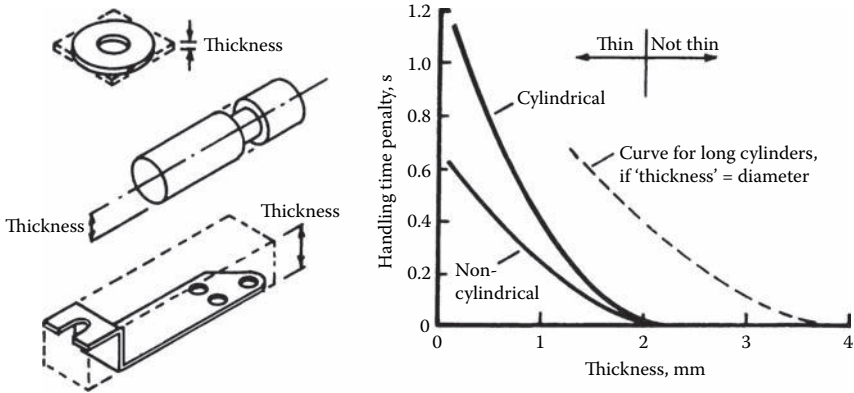 Thickness
Thickness
Thickness
1.2
1.0
0.8
0.6
0.4
0.2
0
Handling time penalty, s
Thin
Not thin
Cylindrical
Curve for long cylinders,
if ‘thickness’ = diameter
Non-
cylindrical
0
1
2
3
4
Thickness, mm